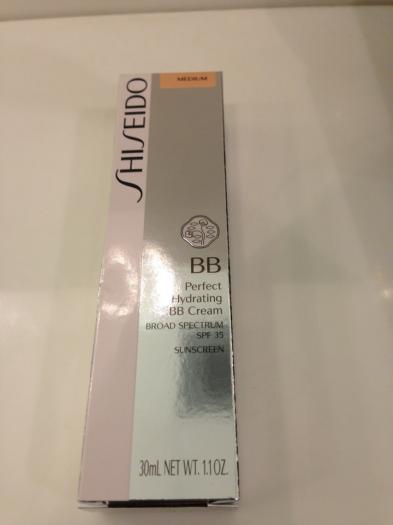 MEDIUM
SHISEIDO
BB
Perfect
Hydrating
BB Cream
BROAD SPECTRUM
SPF 35
SUNSCREEN
30mL NET WT. 1.1 OZ.